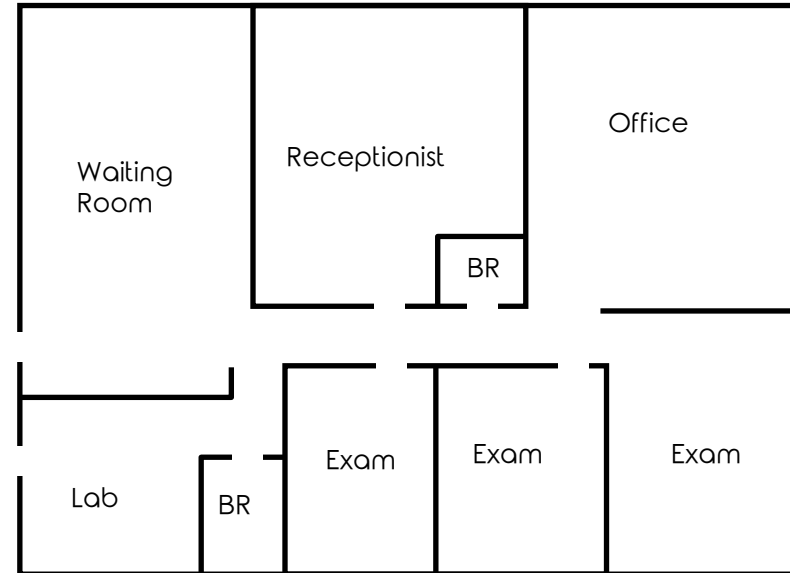 Office
Receptionist
Waiting
Room
BR
Exam
Exam
Exam
Lab
BR